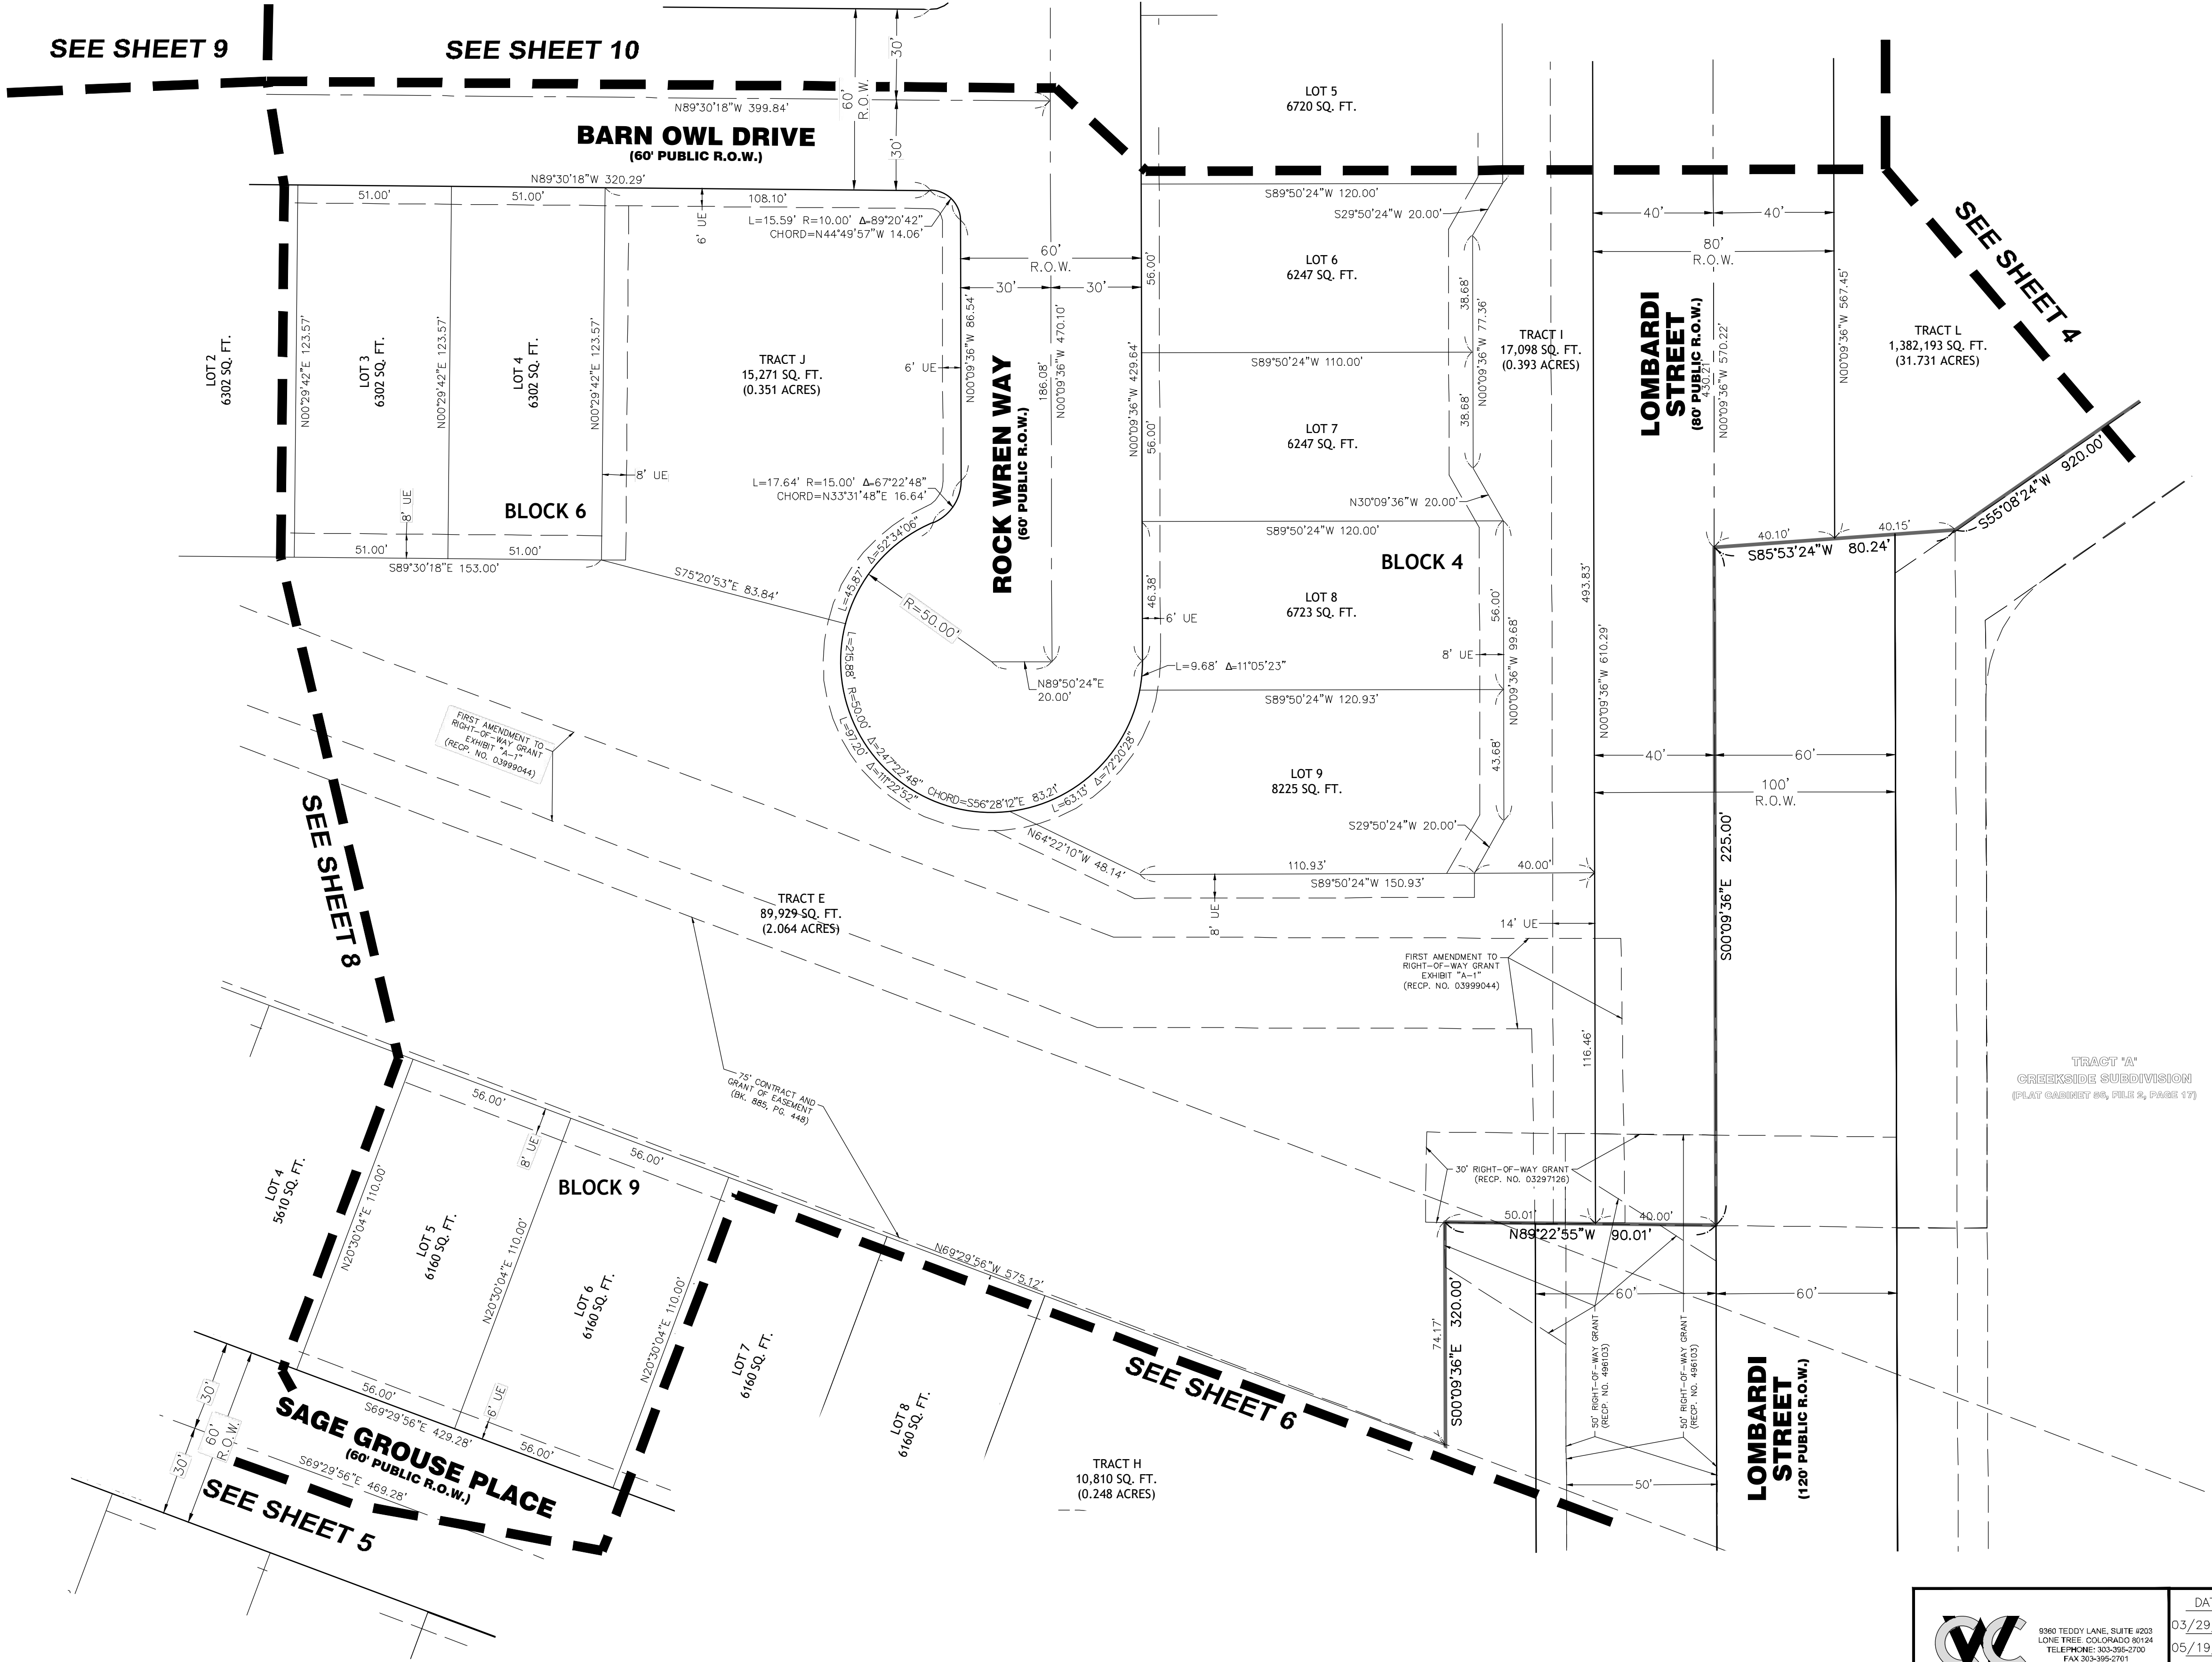 SEE SHEET 9
SEE SHEET 10
N89°30'18"W 399.84'
BARN OWL DRIVE
(60' PUBLIC R.O.W.)
60'
R.O.W.
30'
30'
N89°30'18"W 320.29'
51.00'
51.00'
108.10'
6' UE
L=15.59' R=10.00' Δ=89°20'42"
CHORD=N44°49'57"W 14.06'
LOT 2
6302 SQ. FT.
N00°29'42"E 123.57'
LOT 3
6302 SQ. FT.
N00°29'42"E 123.57'
LOT 4
6302 SQ. FT.
N00°29'42"E 123.57'
TRACT J
15,271 SQ. FT.
(0.351 ACRES)
6' UE
8' UE
8' UE
BLOCK 6
51.00'
51.00'
S89°30'18"E 153.00'
S75°20'53"E 83.84'
L=17.64' R=15.00' Δ=67°22'48"
CHORD=N33°31'48"E 16.64'
N00°09'36"W 86.54'
60'
R.O.W.
30'
30'
ROCK WREN WAY
(60' PUBLIC R.O.W.)
186.08'
N00°09'36"W 470.10'
N00°09'36"W 429.64'
56.00'
56.00'
46.38'
6' UE
L=45.87' Δ=52°34'06"
R=50.00'
L=215.88' R=50.00' Δ=247°22'48" CHORD=S56°28'12"E 83.21'
L=97.20' Δ=111°22'52"
L=63.13' Δ=72°20'28"
L=9.68' Δ=11°05'23"
N89°50'24"E
20.00'
N64°22'10"W 48.14'
LOT 5
6720 SQ. FT.
S89°50'24"W 120.00'
S29°50'24"W 20.00'
LOT 6
6247 SQ. FT.
38.68'
N00°09'36"W 77.36'
S89°50'24"W 110.00'
38.68'
LOT 7
6247 SQ. FT.
N30°09'36"W 20.00'
S89°50'24"W 120.00'
BLOCK 4
LOT 8
6723 SQ. FT.
56.00'
8' UE
N00°09'36"W 99.68'
S89°50'24"W 120.93'
43.68'
LOT 9
8225 SQ. FT.
S29°50'24"W 20.00'
110.93'
40.00'
S89°50'24"W 150.93'
8' UE
14' UE
TRACT I
17,098 SQ. FT.
(0.393 ACRES)
493.83'
N00°09'36"W 610.29'
116.46'
40'
40'
80'
R.O.W.
LOMBARDI
STREET
(80' PUBLIC R.O.W.)
430.21'
N00°09'36"W 570.22'
N00°09'36"W 567.45'
SEE SHEET 4
TRACT L
1,382,193 SQ. FT.
(31.731 ACRES)
S55°08'24"W 920.00'
40.10'
40.15'
S85°53'24"W 80.24'
40'
60'
100'
R.O.W.
S00°09'36"E 225.00'
FIRST AMENDMENT TO
RIGHT-OF-WAY GRANT
EXHIBIT "A-1"
(RECP. NO. 03999044)
FIRST AMENDMENT TO
RIGHT-OF-WAY GRANT
EXHIBIT "A-1"
(RECP. NO. 03999044)
SEE SHEET 8
TRACT E
89,929 SQ. FT.
(2.064 ACRES)
75' CONTRACT AND
GRANT OF EASEMENT
(BK. 885, PG. 448)
TRACT "A"
CREEKSIDE SUBDIVISION
(PLAT CABINET 56, FILE 2, PAGE 17)
30' RIGHT-OF-WAY GRANT
(RECP. NO. 03297126)
50.01'
40.00'
N89°22'55"W 90.01'
60'
60'
74.17'
S00°09'36"E 320.00'
50' RIGHT-OF-WAY GRANT
(RECP. NO. 496103)
50' RIGHT-OF-WAY GRANT
(RECP. NO. 496103)
50'
LOMBARDI
STREET
(120' PUBLIC R.O.W.)
56.00'
56.00'
8' UE
BLOCK 9
LOT 4
5610 SQ. FT.
N20°30'04"E 110.00'
LOT 5
6160 SQ. FT.
N20°30'04"E 110.00'
LOT 6
6160 SQ. FT.
N20°30'04"E 110.00'
LOT 7
6160 SQ. FT.
LOT 8
6160 SQ. FT.
N69°29'56"W 575.12'
SEE SHEET 6
TRACT H
10,810 SQ. FT.
(0.248 ACRES)
56.00'
6' UE
S69°29'56"E 429.28'
56.00'
SAGE GROUSE PLACE
(60' PUBLIC R.O.W.)
30'
60'
R.O.W.
30'
S69°29'56"E 469.28'
SEE SHEET 5
CVC
9360 TEDDY LANE, SUITE #203
LONE TREE, COLORADO 80124
TELEPHONE: 303-395-2700
FAX 303-395-2701
DAT
03/29
05/19